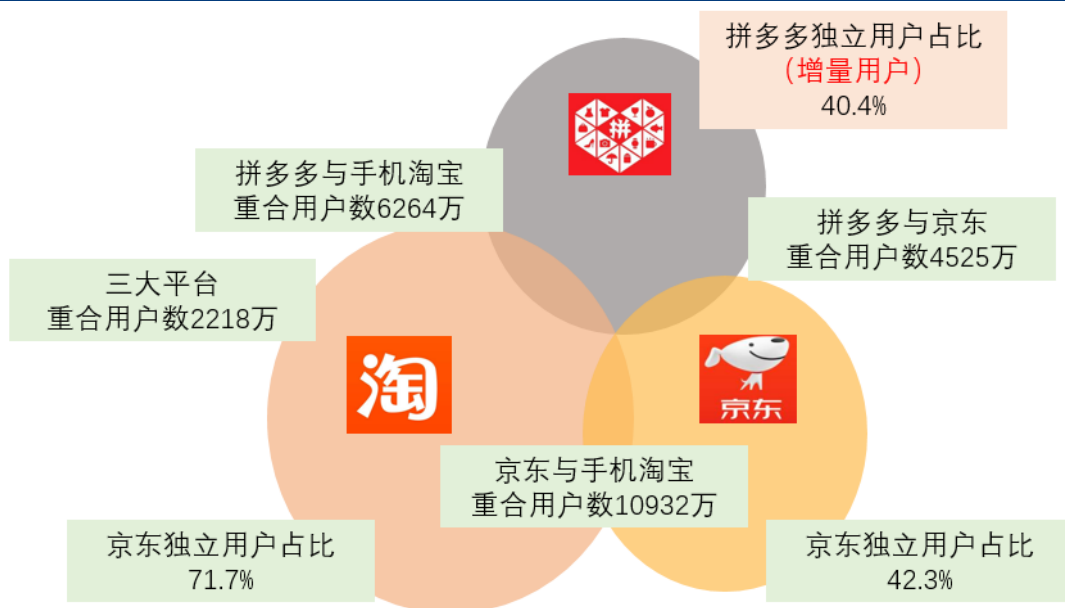 拼多多独立用户占比
（增量用户）
40.4%
拼
拼多多与手机淘宝
重合用户数6264万
拼多多与京东
重合用户数4525万
三大平台
重合用户数2218万
淘
京东
京东与手机淘宝
重合用户数10932万
京东独立用户占比
71.7%
京东独立用户占比
42.3%